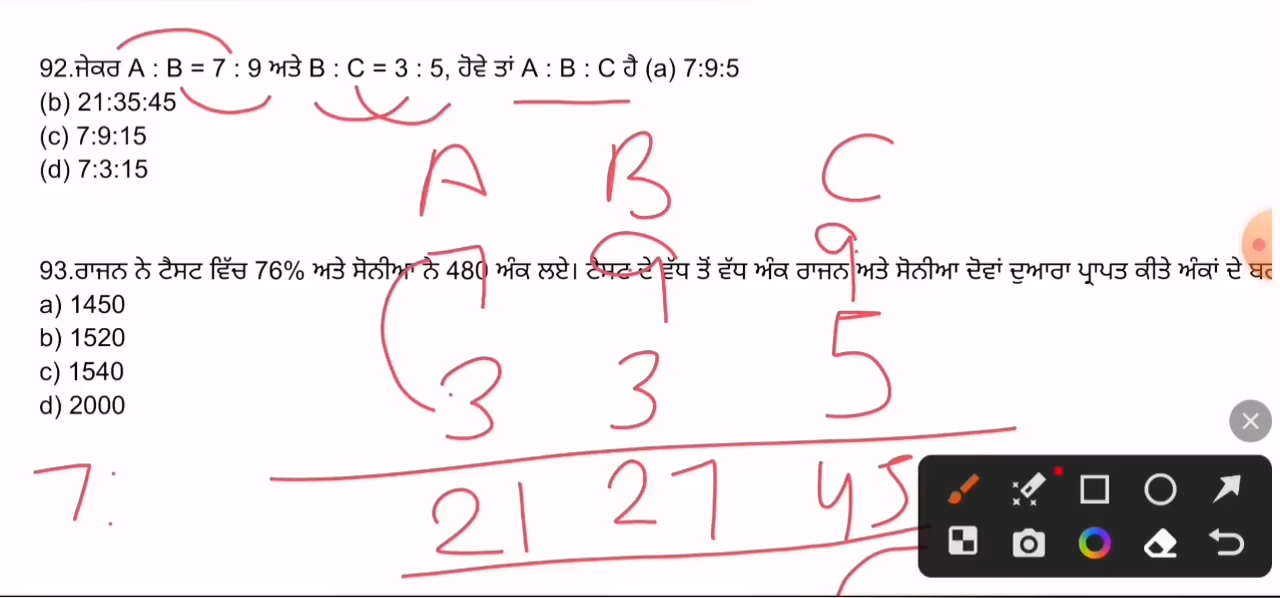 92.ਜੇਕਰ A : B = 7 : 9 ਅਤੇ B : C = 3 : 5, ਹੋਵੇ ਤਾਂ A : B : C ਹੈ (a) 7:9:5
(b) 21:35:45
(c) 7:9:15
(d) 7:3:15
A B C
93.ਰਾਜਨ ਨੇ ਟੈਸਟ ਵਿੱਚ 76% ਅਤੇ ਸੋਨੀਆ ਨੇ 480 ਅੰਕ ਲਏ। ਟੈਸਟ ਦੇ ਵੱਧ ਤੋਂ ਵੱਧ ਅੰਕ ਰਾਜਨ ਅਤੇ ਸੋਨੀਆ ਦੋਵਾਂ ਦੁਆਰਾ ਪ੍ਰਾਪਤ ਕੀਤੇ ਅੰਕਾਂ ਦੇ
7 9 9
a) 1450
b) 1520
c) 1540
d) 2000
3 3 5
21 27 45
7: